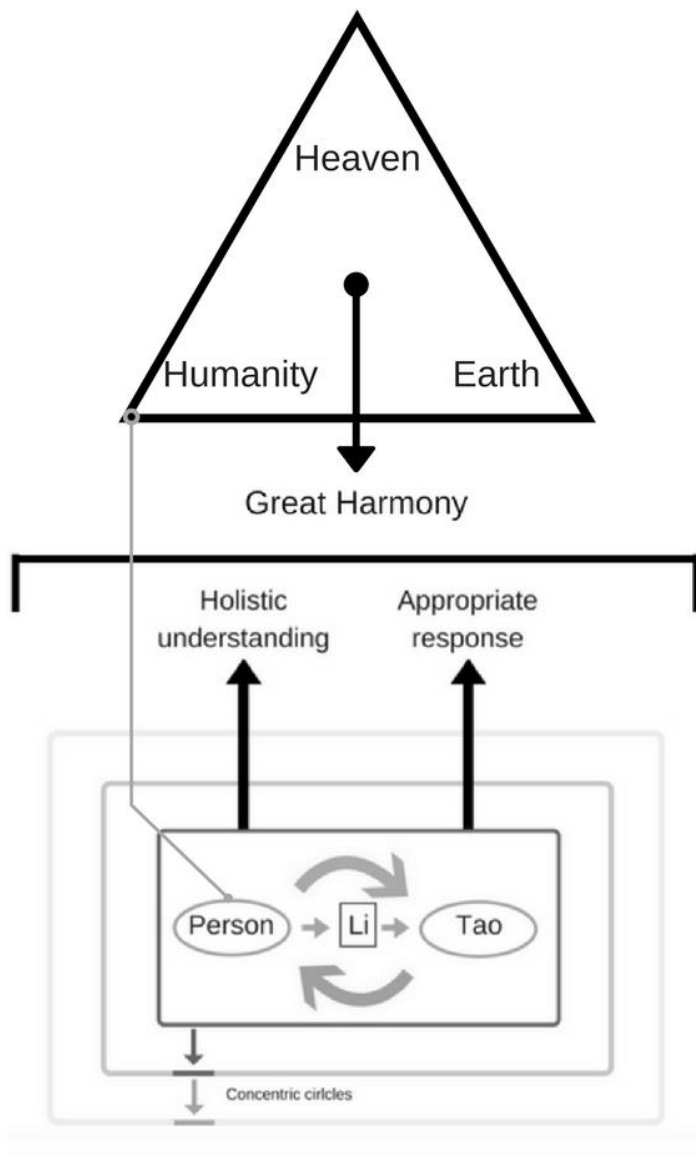 Heaven
Humanity
Earth
Great Harmony
Holistic
understanding
Appropriate
response
Person
Li
Tao
Concentric cirlcles